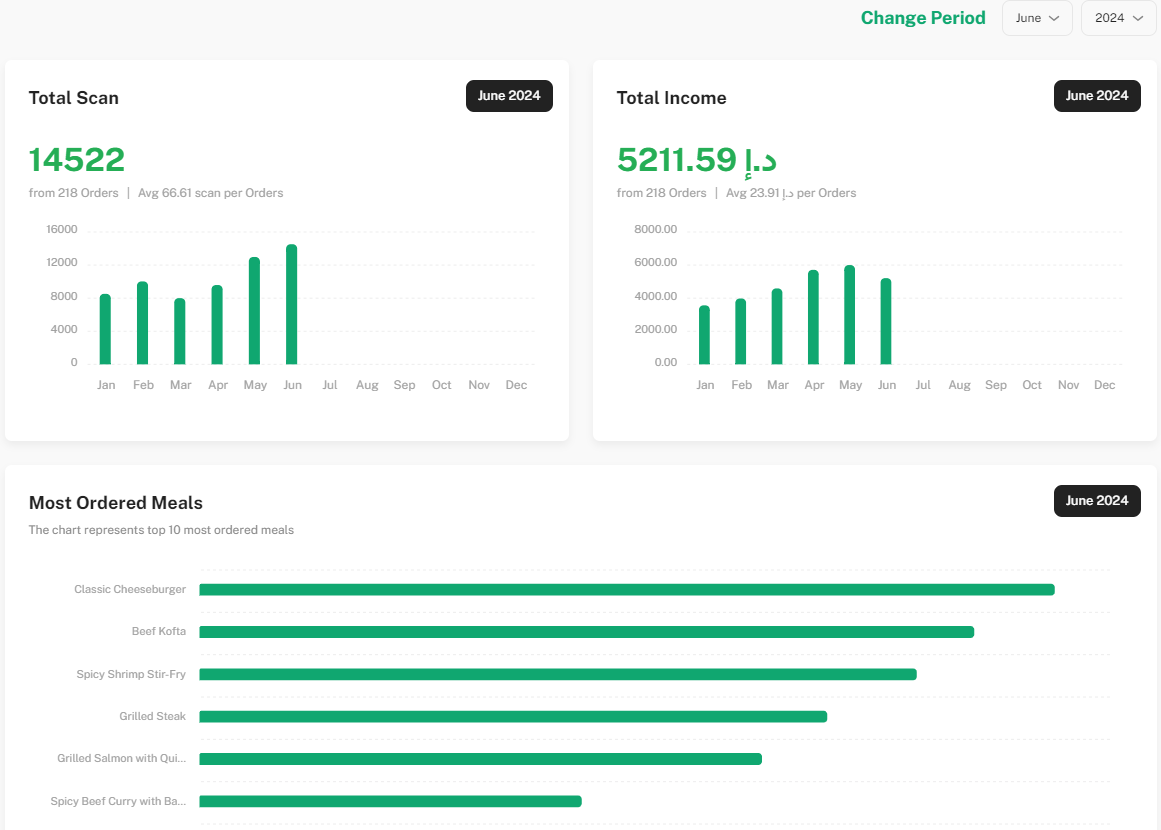 Change Period June 2024
Total Scan June 2024
14522
from 218 Orders | Avg 66.61 scan per Orders
16000
12000
8000
4000
0
Jan Feb Mar Apr May Jun Jul Aug Sep Oct Nov Dec
Total Income June 2024
5211.59 د.إ
from 218 Orders | Avg 23.91 د.إ per Orders
8000.00
6000.00
4000.00
2000.00
0.00
Jan Feb Mar Apr May Jun Jul Aug Sep Oct Nov Dec
Most Ordered Meals June 2024
The chart represents top 10 most ordered meals
Classic Cheeseburger
Beef Kofta
Spicy Shrimp Stir-Fry
Grilled Steak
Grilled Salmon with Qui...
Spicy Beef Curry with Ba...